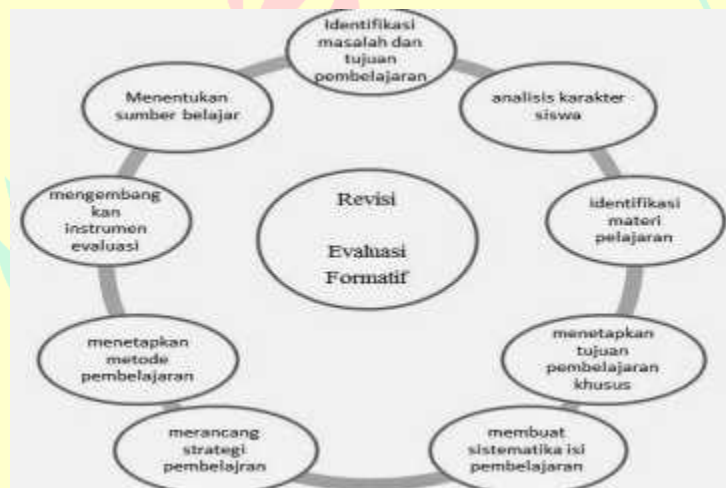 Identifikasi
masalah dan
tujuan
pembelajaran
analisis karakter
siswa
identifikasi
materi
pelajaran
menetapkan
tujuan
pembelajaran
khusus
membuat
sistematika isi
pembelajaran
merancang
strategi
pembelajran
menetapkan
metode
pembelajaran
mengembang
kan
instrumen
evaluasi
Menentukan
sumber belajar
Revisi
Evaluasi
Formatif